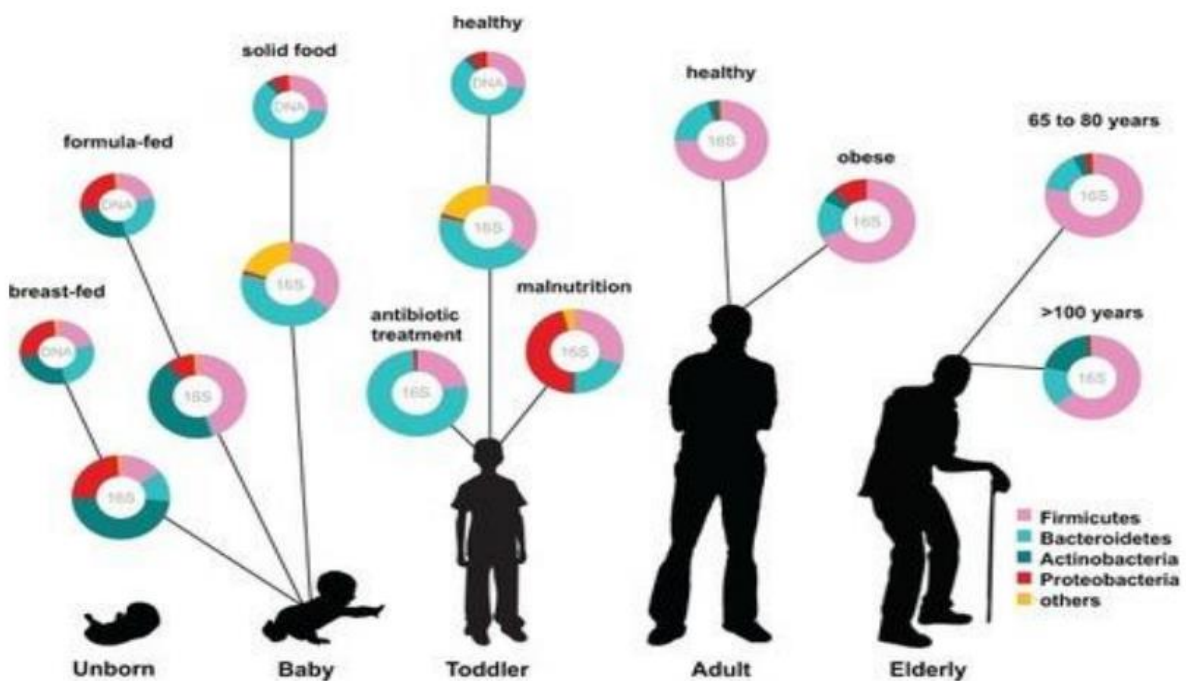 healthy
solid food
DNA
DNA
healthy
formula-fed
16S
65 to 80 years
obese
DNA
16S
16S
16S
breast-fed
16S
malnutrition
antibiotic
treatment
>100 years
DNA
16S
16S
16S
16S
16S
16S
Firmicutes
Bacteroidetes
Actinobacteria
Proteobacteria
others
Unborn
Baby
Toddler
Adult
Elderly